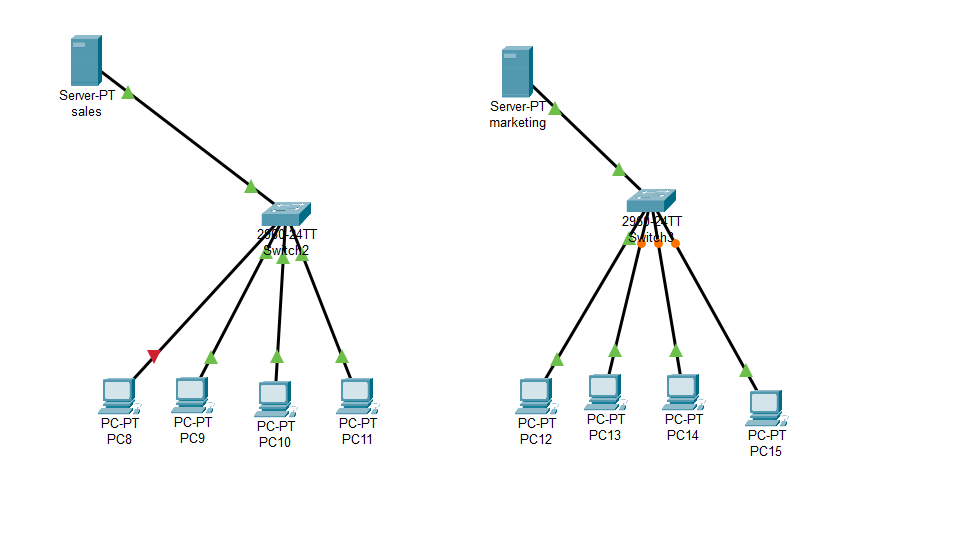 Server-PT
sales
Server-PT
marketing
2960-24TT
Switch2
2960-24TT
Switch3
PC-PT
PC8
PC-PT
PC9
PC-PT
PC10
PC-PT
PC11
PC-PT
PC12
PC-PT
PC13
PC-PT
PC14
PC-PT
PC15